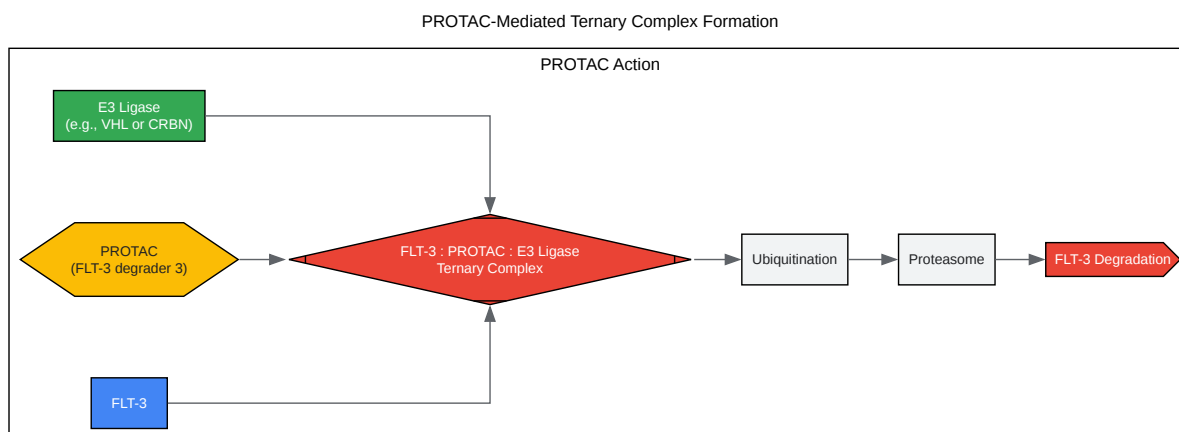 PROTAC-Mediated Ternary Complex Formation
PROTAC Action
E3 Ligase
(e.g., VHL or CRBN)
PROTAC
(FLT-3 degrader 3)
FLT-3 : PROTAC : E3 Ligase
Ternary Complex
Ubiquitination
Proteasome
FLT-3 Degradation
FLT-3